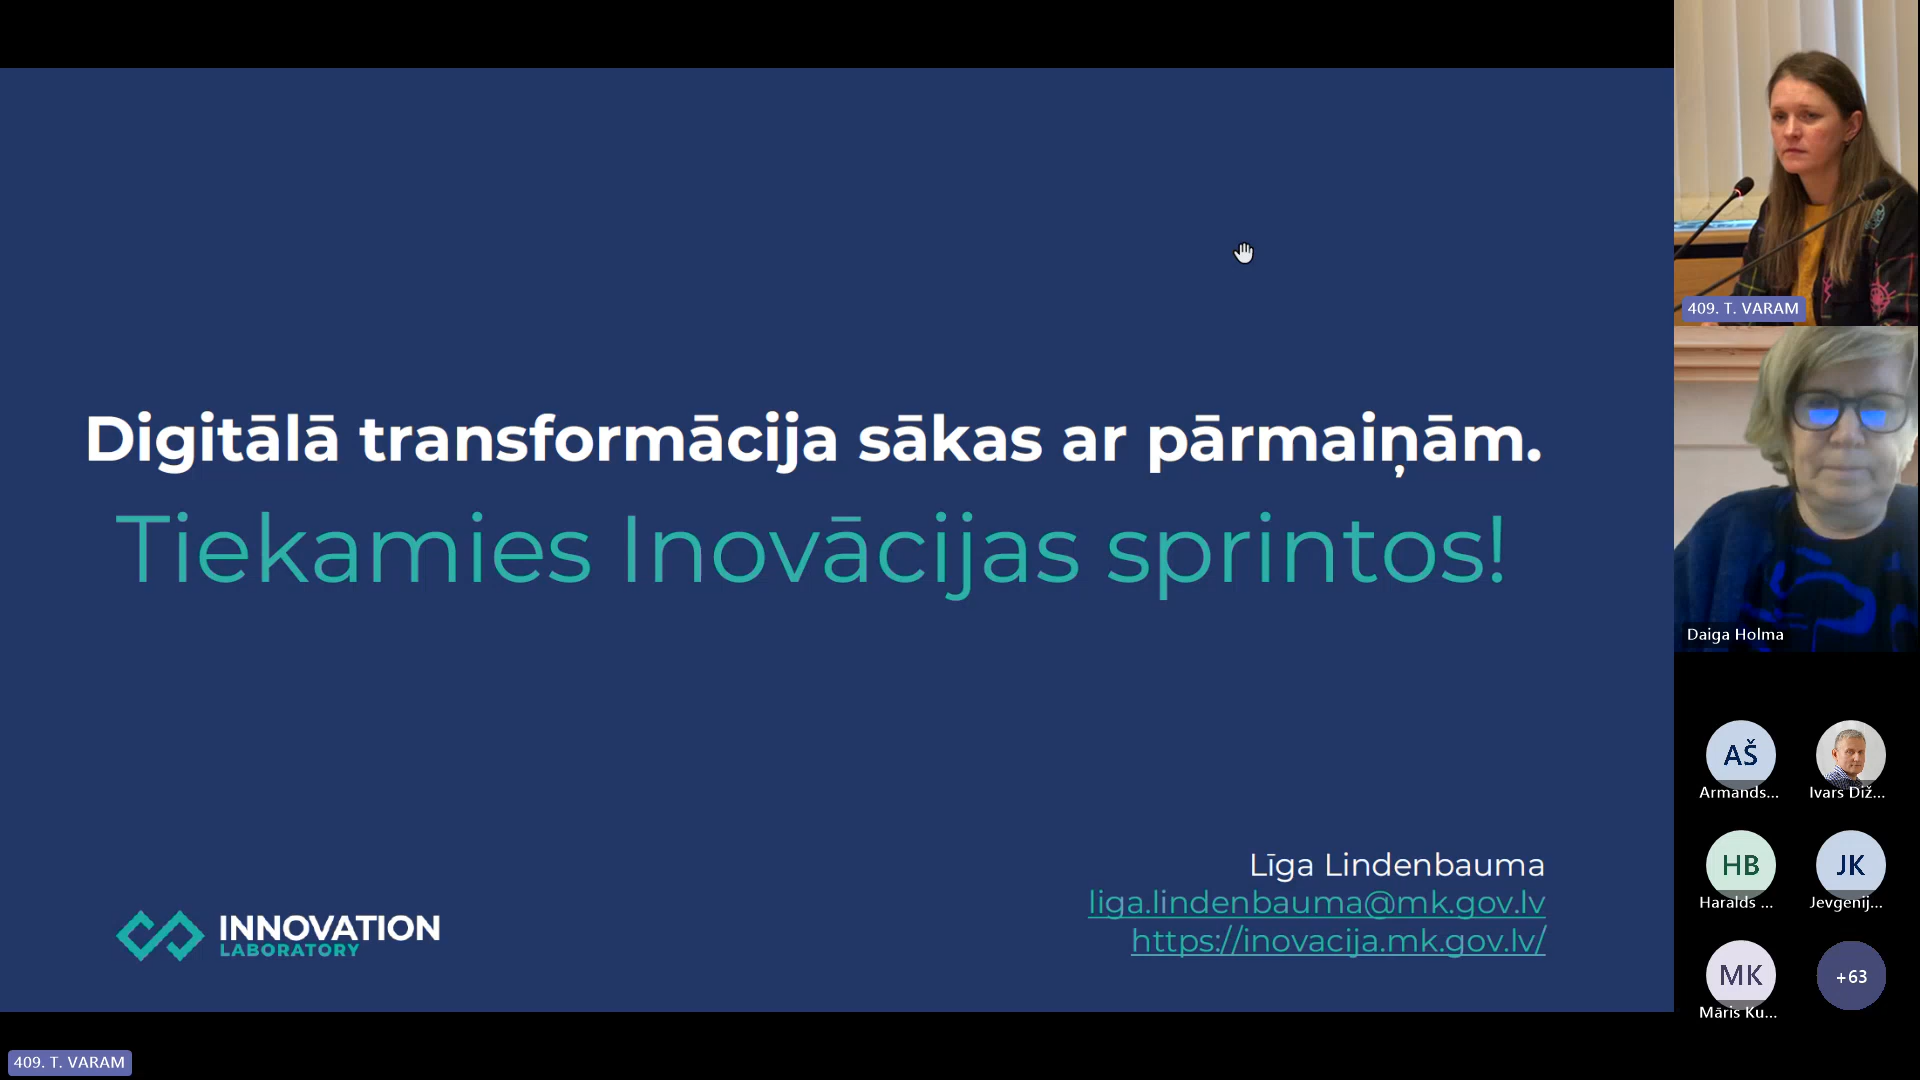 Digitālā transformācija sākas ar pārmaiņām.
Tiekamies Inovācijas sprintos!
Līga Lindenbauma
liga.lindenbauma@mk.gov.lv
https://inovacija.mk.gov.lv/
INNOVATION
LABORATORY
409. T. VARAM
409. T. VARAM
Daiga Holma
AŠ
Armands...
Ivars Diž...
HB
Haralds ...
JK
Jevgenij...
MK
Māris Ku...
+63